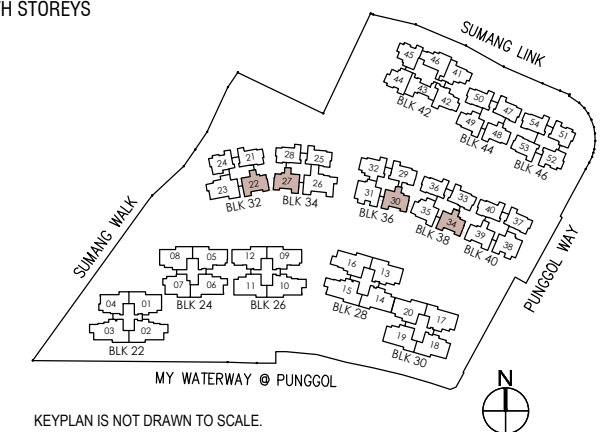 TH STOREYS
SUMANG LINK
45 46 41
44 43 42
BLK 42
50 47
49 48
BLK 44
54 51
53 52
BLK 46
24 21
23 22
BLK 32
28 25
27 26
BLK 34
32 29
31 30
BLK 36
36 33
35 34
BLK 38
40 37
39 38
BLK 40
SUMANG WALK
PUNGGOL WAY
08 05
07 06
BLK 24
12 09
11 10
BLK 26
16 13
15 14
BLK 28
20 17
19 18
BLK 30
04 01
03 02
BLK 22
MY WATERWAY @ PUNGGOL
N
KEYPLAN IS NOT DRAWN TO SCALE.